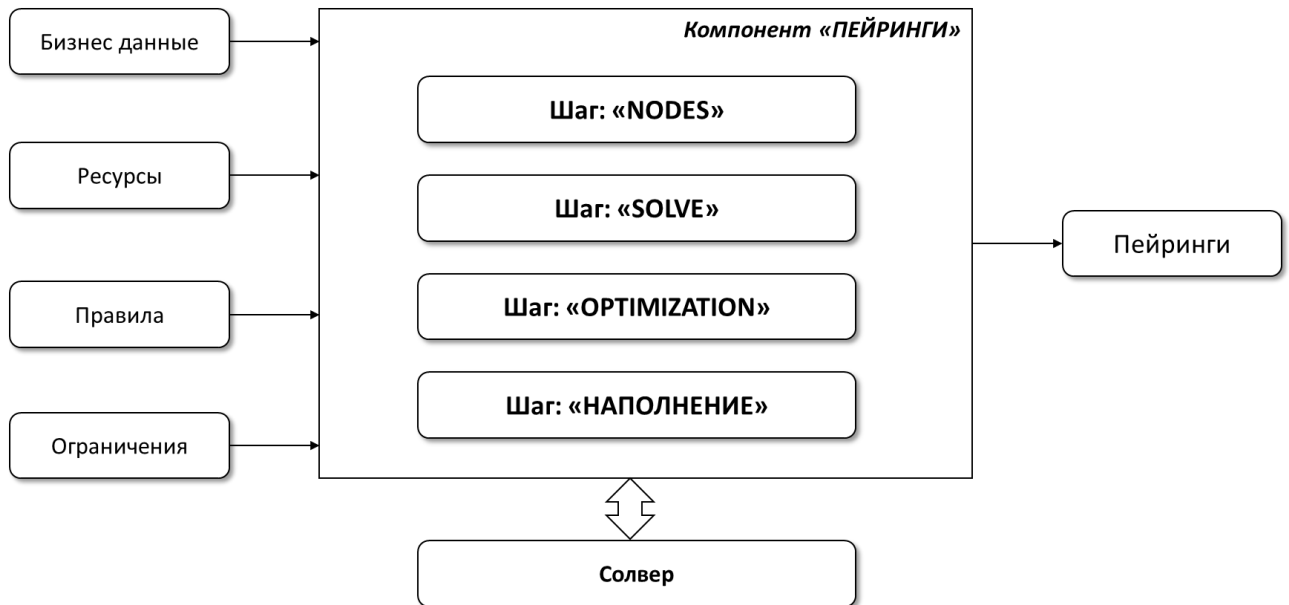 Бизнес данные
Ресурсы
Правила
Ограничения
Компонент «ПЕЙРИНГИ»
Шаг: «NODES»
Шаг: «SOLVE»
Шаг: «OPTIMIZATION»
Шаг: «НАПОЛНЕНИЕ»
Солвер
Пейринги